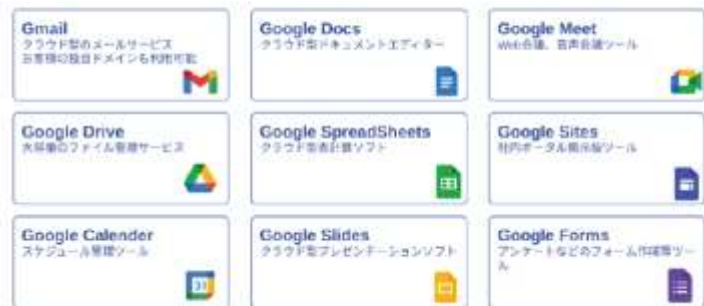 Gmail
クラウド型のメールサービス
お客様の独自ドメインも利用可能
Google Docs
クラウド型ドキュメントエディター
Google Meet
Web会議、音声会議ツール
Google Drive
大容量のファイル管理サービス
Google SpreadSheets
クラウド型表計算ソフト
Google Sites
社内ポータル掲示板ツール
Google Calender
スケジュール管理ツール
31
Google Slides
クラウド型プレゼンテーションソフト
Google Forms
アンケートなどのフォーム作成等ツー
ル